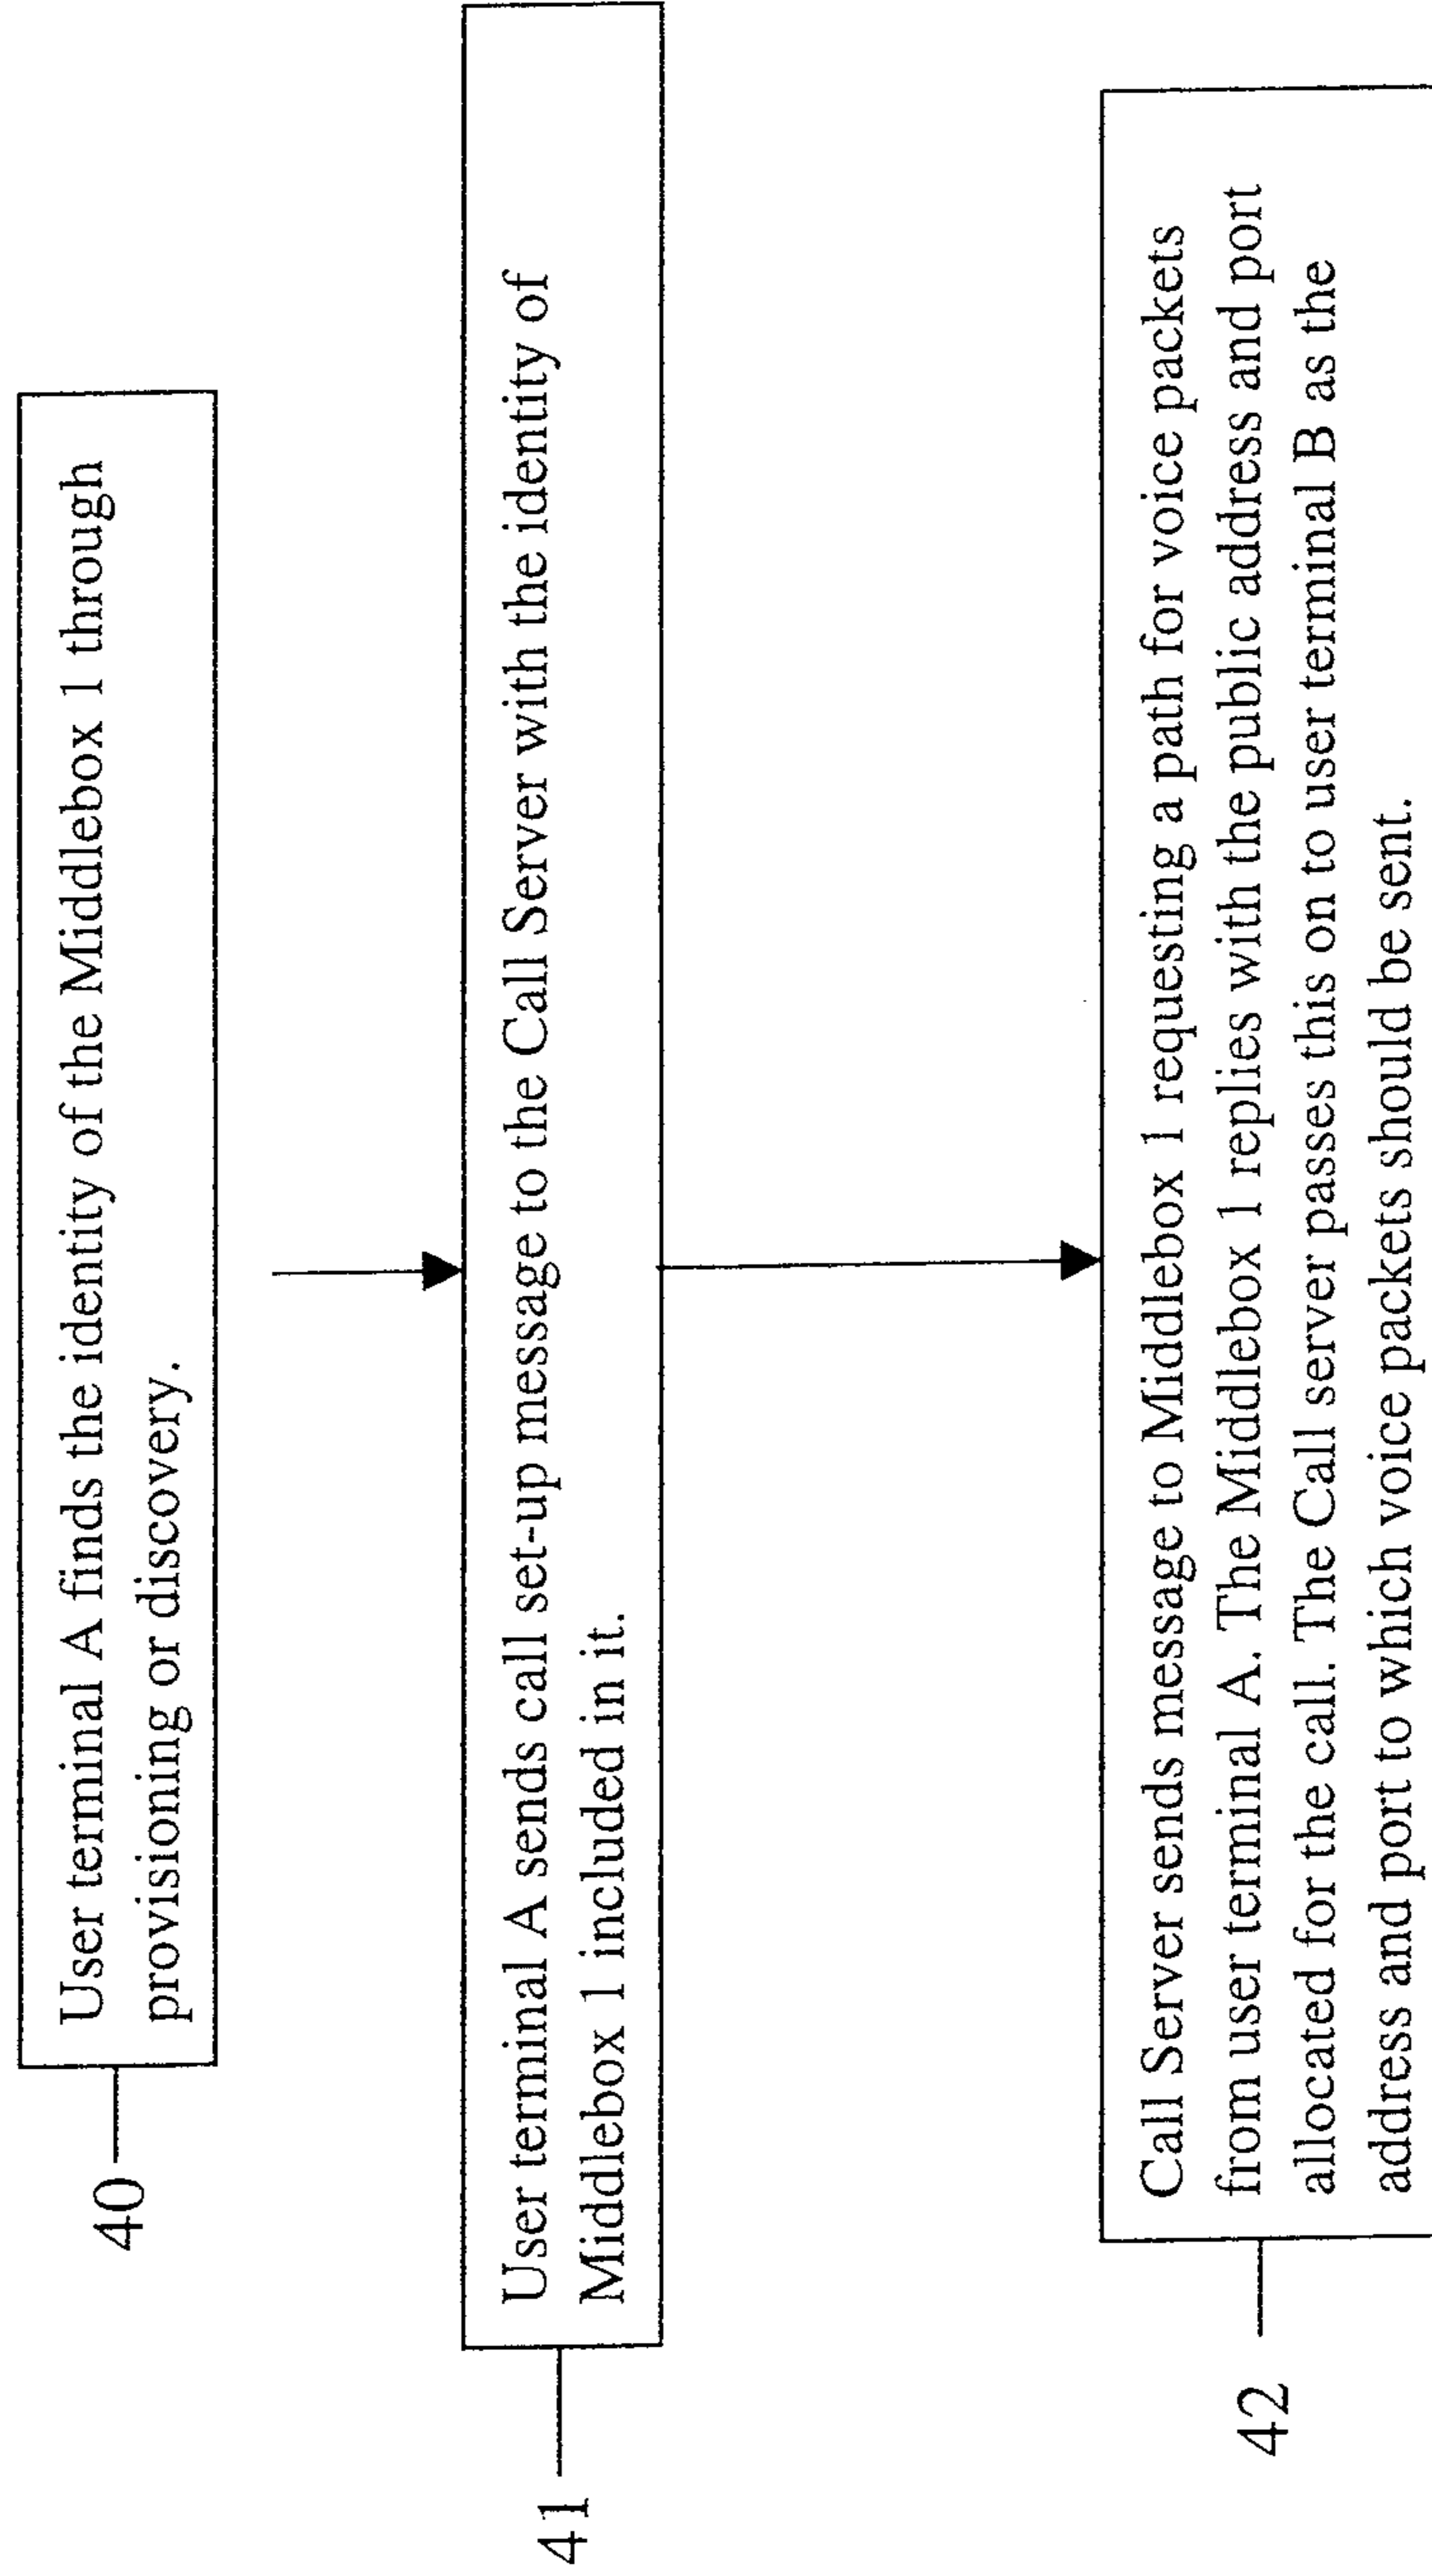 40
User terminal A finds the identity of the Middlebox 1 through
provisioning or discovery.
41
User terminal A sends call set-up message to the Call Server with the identity of
Middlebox 1 included in it.
42
Call Server sends message to Middlebox 1 requesting a path for voice packets
from user terminal A. The Middlebox 1 replies with the public address and port
allocated for the call. The Call server passes this on to user terminal B as the
address and port to which voice packets should be sent.